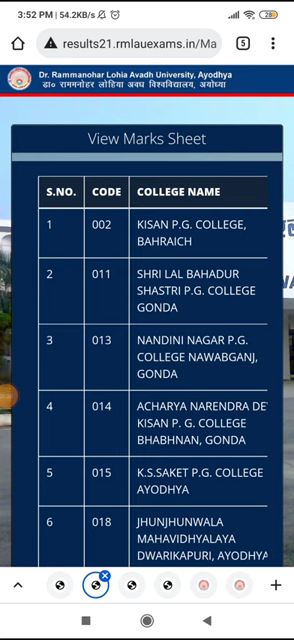 3:52 PM | 54.2KB/s
28
results21.rmlauexams.in/Ma
5
Dr. Rammanohar Lohia Avadh University, Ayodhya
डा० राममनोहर लोहिया अवध विश्वविद्यालय, अयोध्या
View Marks Sheet
S.NO. CODE COLLEGE NAME
1 002 KISAN P.G. COLLEGE,
BAHRAICH
2 011 SHRI LAL BAHADUR
SHASTRI P.G. COLLEGE
GONDA
3 013 NANDINI NAGAR P.G.
COLLEGE NAWABGANJ,
GONDA
4 014 ACHARYA NARENDRA DE
KISAN P. G. COLLEGE
BHABHNAN, GONDA
5 015 K.S.SAKET P.G. COLLEGE
AYODHYA
6 018 JHUNJHUNWALA
MAHAVIDHYALAYA
DWARIKAPURI, AYODHYA